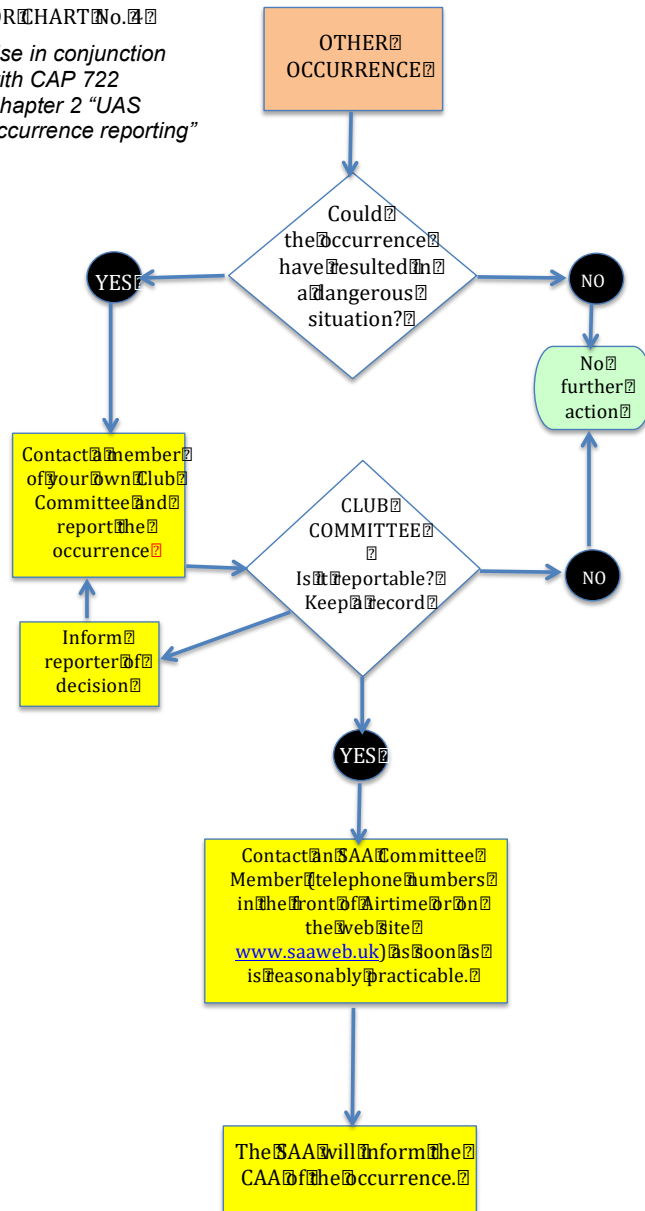 OR CHART No. 4
se in conjunction
ith CAP 722
hapter 2 “UAS
ccurrence reporting”
OTHER
OCCURRENCE
Could
the occurrence
have resulted in
a dangerous
situation?
YES
NO
No
further
action
Contact a member
of your own Club
Committee and
report the
occurrence
CLUB
COMMITTEE
Is it reportable?
Keep a record
NO
Inform
reporter of
decision
YES
Contact an SAA Committee
Member (telephone numbers
in the front of Airtime or on
the web site
www.saaweb.uk) as soon as
is reasonably practicable.
The SAA will inform the
CAA of the occurrence.